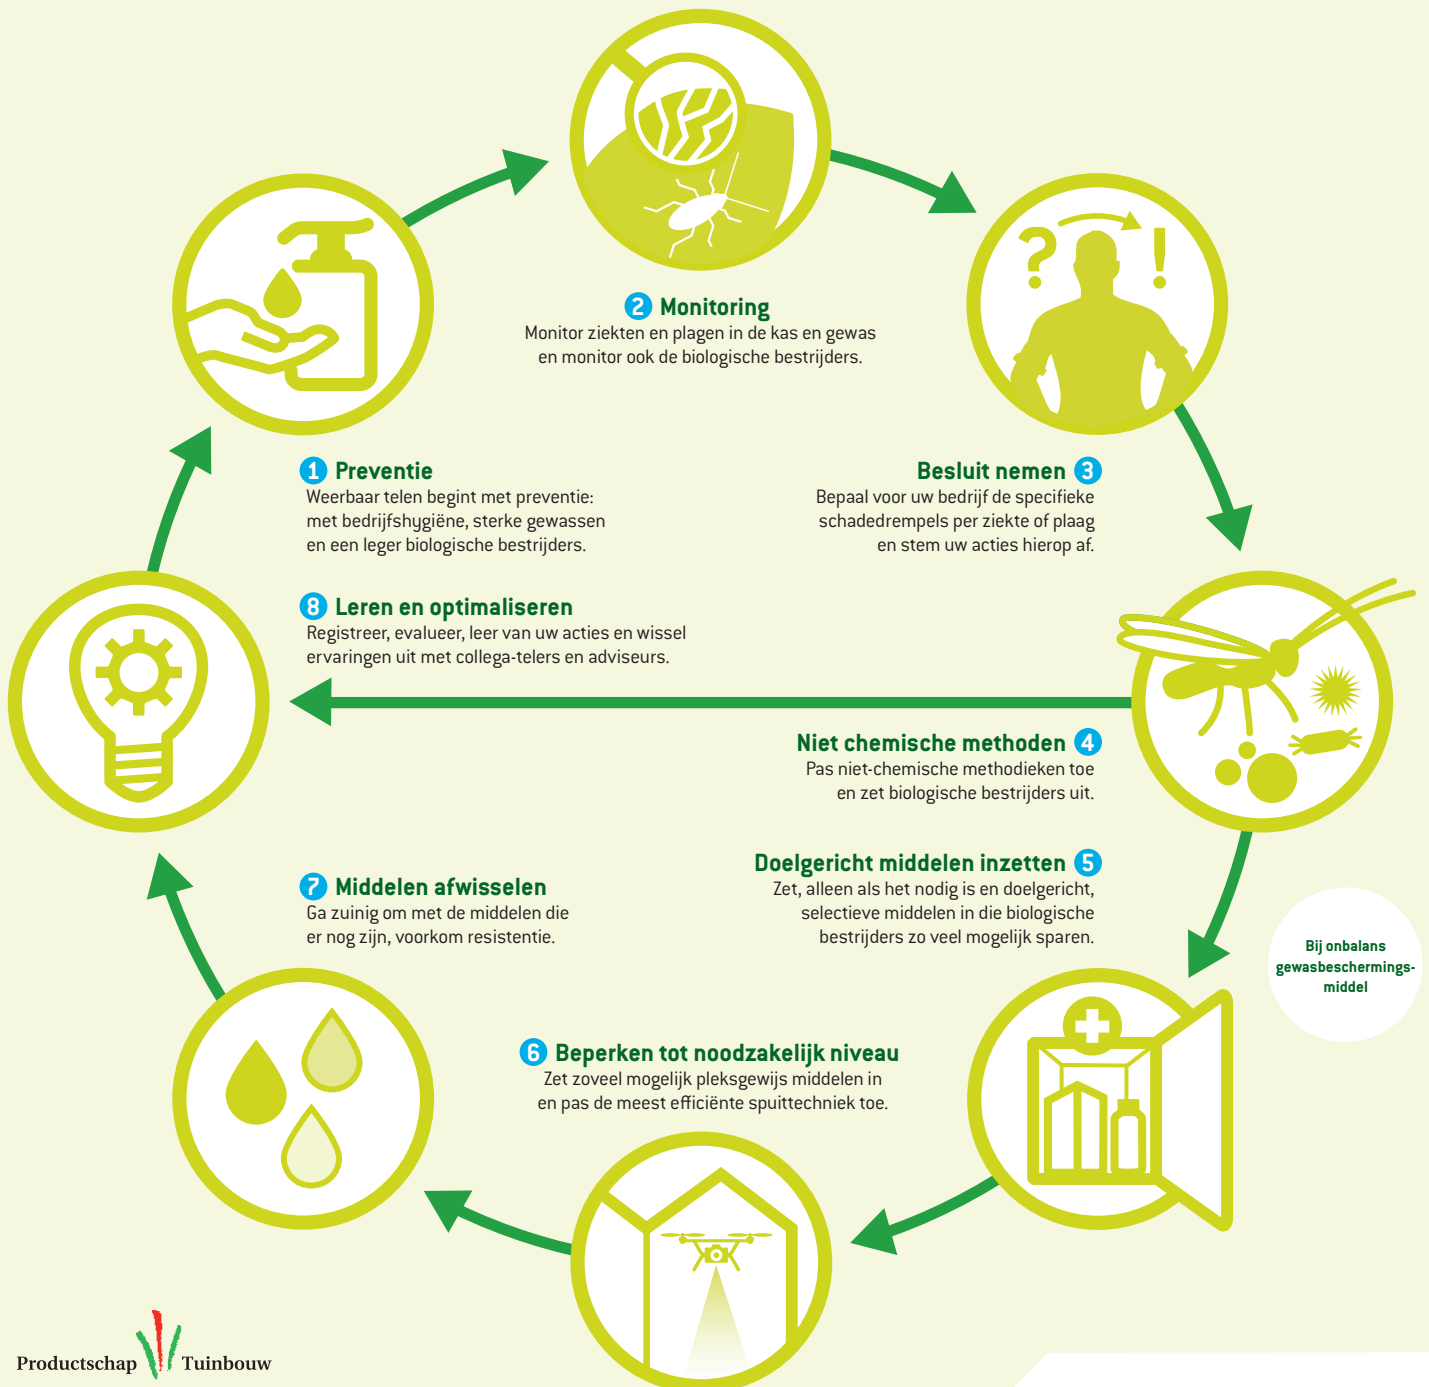 1 Preventie
Weerbaar telen begint met preventie:
met bedrijfshygiëne, sterke gewassen
en een leger biologische bestrijders.
2 Monitoring
Monitor ziekten en plagen in de kas en gewas
en monitor ook de biologische bestrijders.
Besluit nemen 3
Bepaal voor uw bedrijf de specifieke
schadedrempels per ziekte of plaag
en stem uw acties hierop af.
? !
Niet chemische methoden 4
Pas niet-chemische methodieken toe
en zet biologische bestrijders uit.
Doelgericht middelen inzetten 5
Zet, alleen als het nodig is en doelgericht,
selectieve middelen in die biologische
bestrijders zo veel mogelijk sparen.
Bij onbalans
gewasbeschermings-
middel
6 Beperken tot noodzakelijk niveau
Zet zoveel mogelijk pleksgewijs middelen in
en pas de meest efficiënte spuittechniek toe.
7 Middelen afwisselen
Ga zuinig om met de middelen die
er nog zijn, voorkom resistentie.
8 Leren en optimaliseren
Registreer, evalueer, leer van uw acties en wissel
ervaringen uit met collega-telers en adviseurs.
Productschap Tuinbouw